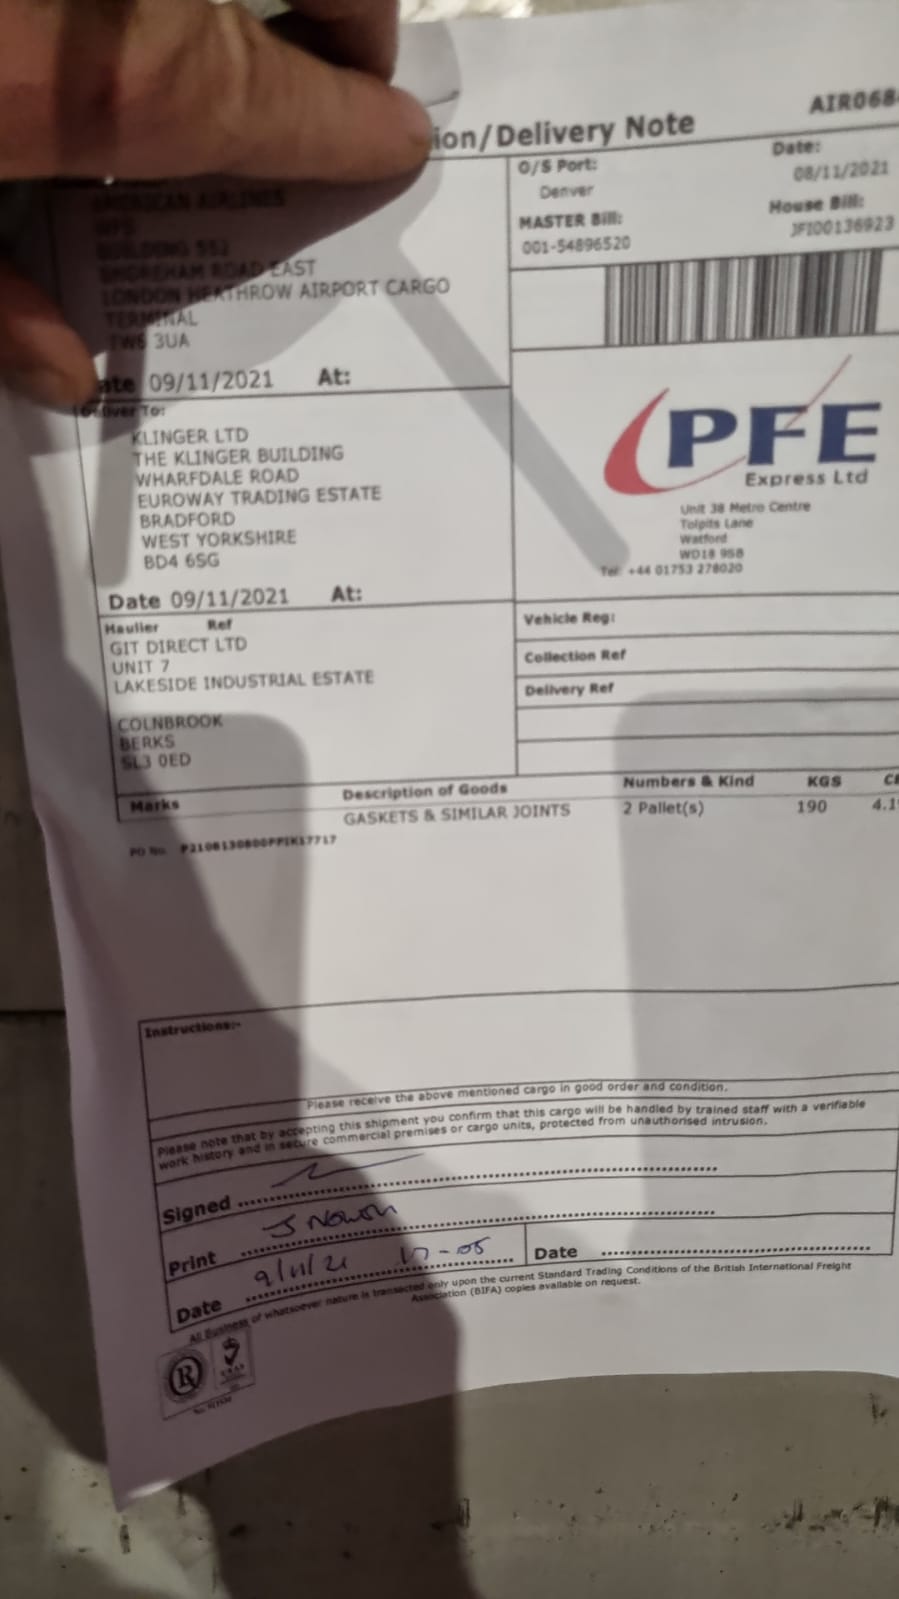 ion/Delivery Note
AIR068
AMERICAN AIRLINES
BUILDING 552
SHOREHAM ROAD EAST
LONDON HEATHROW AIRPORT CARGO
TERMINAL
TW6 3UA
ate 09/11/2021 At:
O/S Port:
Denver
MASTER Bill:
001-54896520
Date:
08/11/2021
House Bill:
JFI00136923
Deliver To:
KLINGER LTD
THE KLINGER BUILDING
WHARFDALE ROAD
EUROWAY TRADING ESTATE
BRADFORD
WEST YORKSHIRE
BD4 6SG
Date 09/11/2021 At:
PFE
Express Ltd
Unit 38 Metro Centre
Tolpits Lane
Watford
WD18 9SB
Tel: +44 01753 278020
Haulier Ref
GIT DIRECT LTD
UNIT 7
LAKESIDE INDUSTRIAL ESTATE
COLNBROOK
BERKS
SL3 0ED
Vehicle Reg:
Collection Ref
Delivery Ref
Marks Description of Goods Numbers & Kind KGS
GASKETS & SIMILAR JOINTS 2 Pallet(s) 190 4.1
PO No. P2108130800PPIK17717
Instructions:-
Please receive the above mentioned cargo in good order and condition.
Please note that by accepting this shipment you confirm that this cargo will be handled by trained staff with a verifiable
work history and in secure commercial premises or cargo units, protected from unauthorised intrusion.
Signed
Print J
Date 9/11/21 17-05 Date
All Business of whatsoever nature is transacted only upon the current Standard Trading Conditions of the British International Freight
Association (BIFA) copies available on request.
R